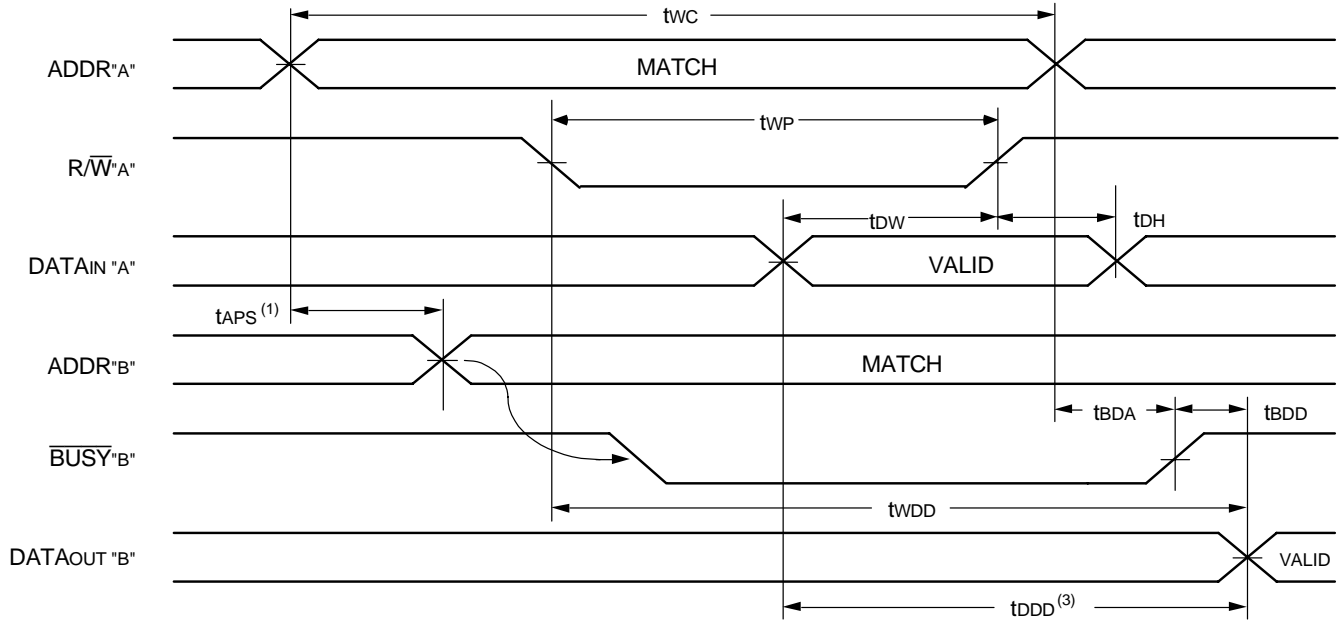 tWC
ADDR"A"
MATCH
tWP
R/W̅"A"
tDW
tDH
DATAIN "A"
VALID
tAPS (1)
ADDR"B"
MATCH
tBDA
tBDD
B̅U̅S̅Y̅"B"
tWDD
DATAOUT "B"
VALID
tDDD (3)